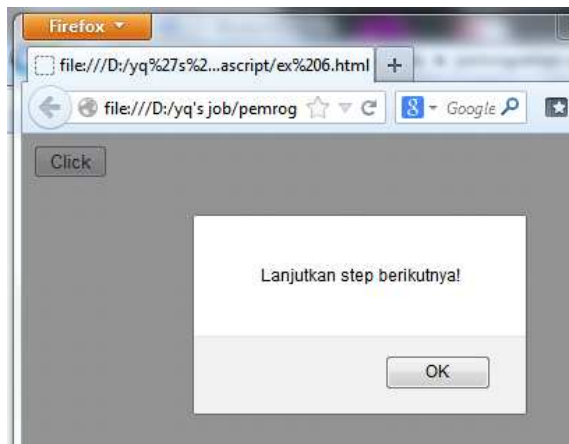 Firefox
file:///D:/yq%27s%2...ascript/ex%206.html +
file:///D:/yq's job/pemrog 8 Google
Click
Lanjutkan step berikutnya!
OK